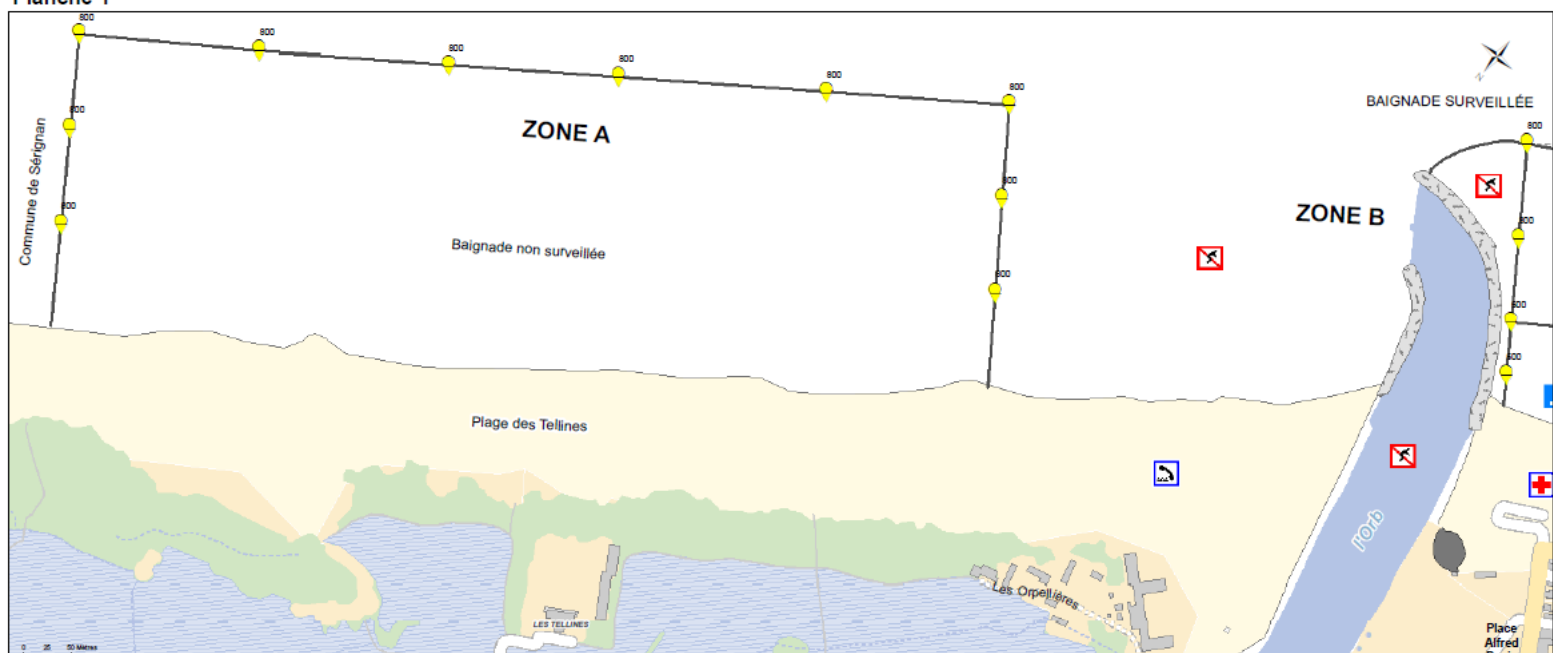 Planche 1
800
800
800
800
800
800
800
800
800
800
800
800
800
800
N
BAIGNADE SURVEILLÉE
ZONE A
ZONE B
Commune de Sérignan
Baignade non surveillée
Plage des Tellines
l'Orb
Les Orpellières
LES TELLINES
Place
Alfred
0 25 50 Mètres